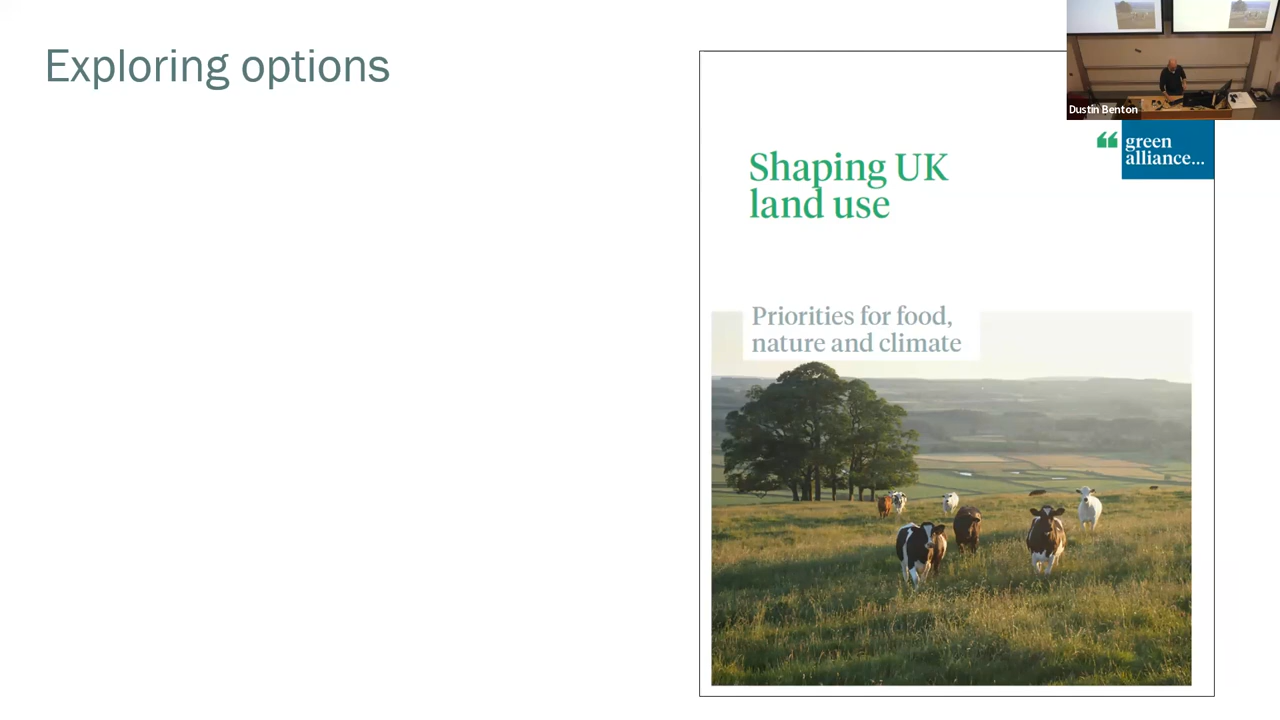 Exploring options
Dustin Benton
green
alliance...
Shaping UK
land use
Priorities for food,
nature and climate